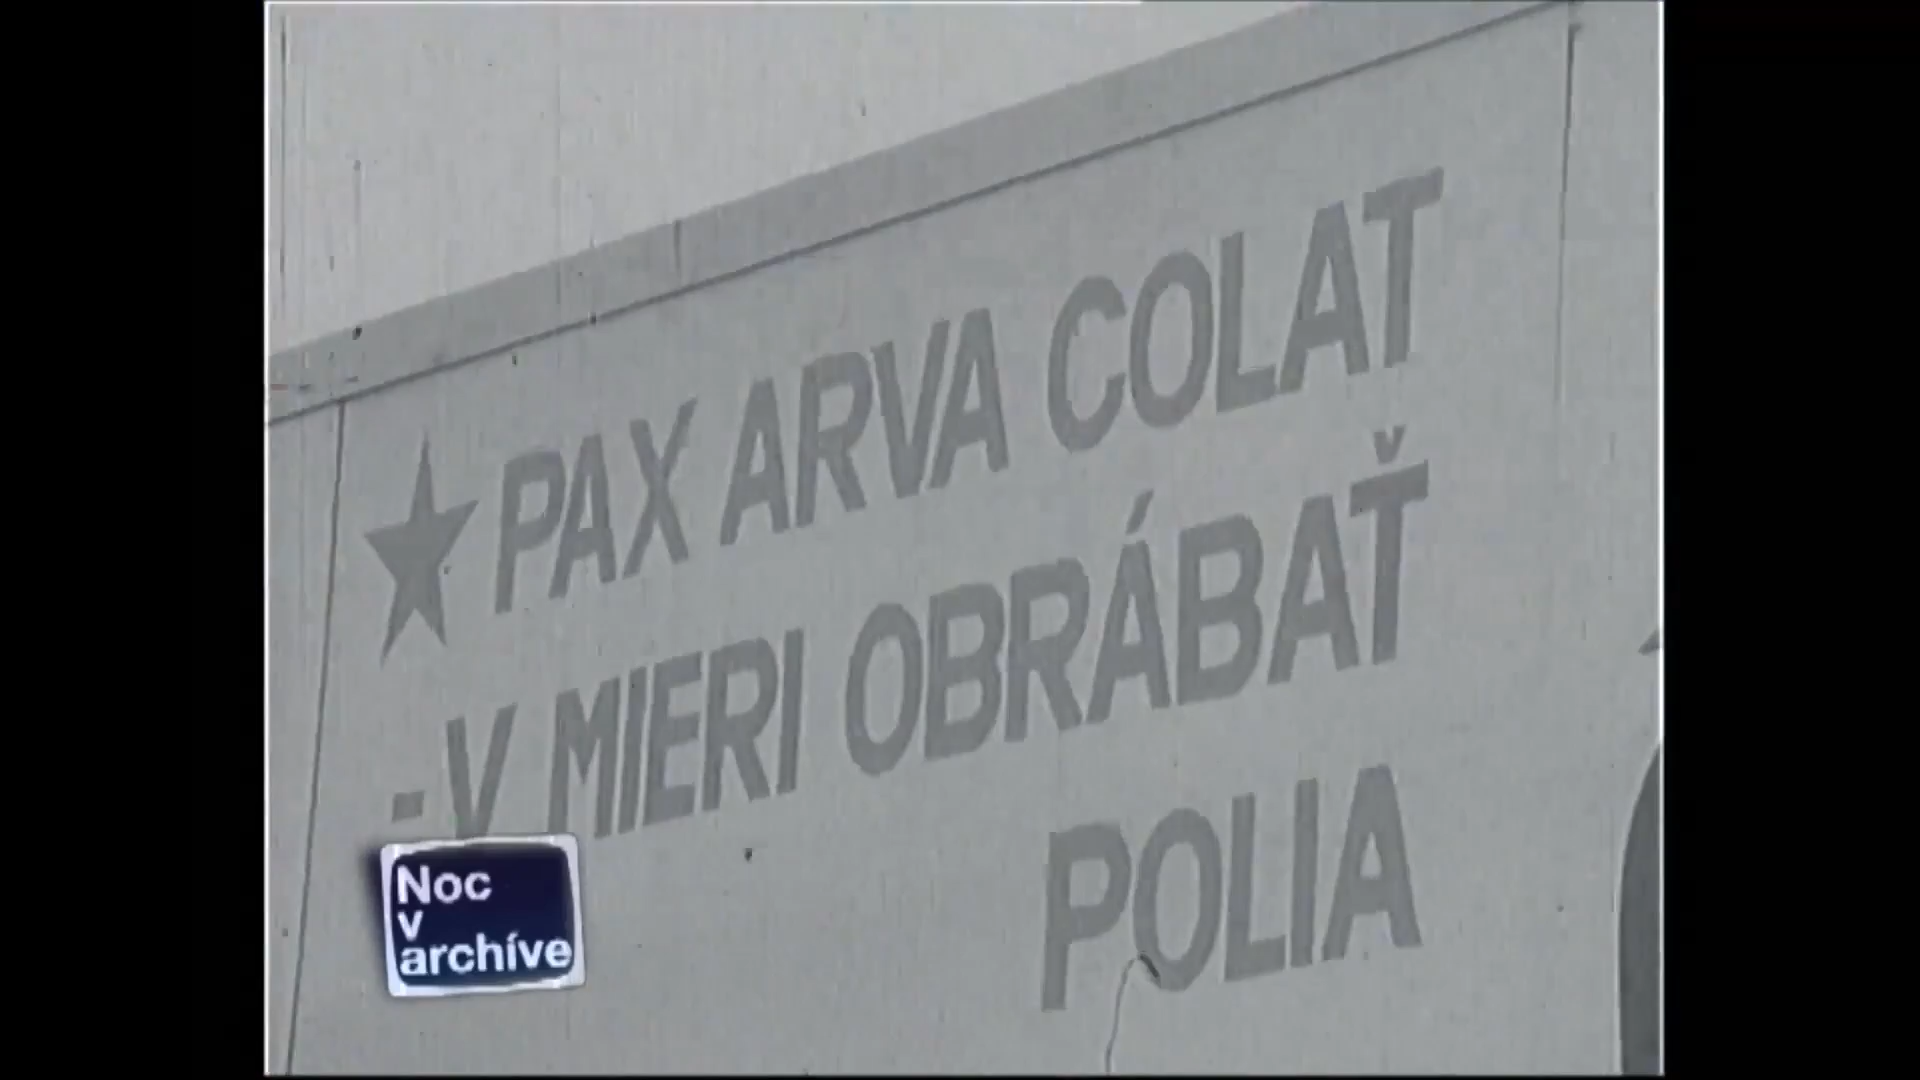 ★ PAX ARVA COLAT
- V MIERI OBRÁBAŤ
POLIA
Noc
v
archíve